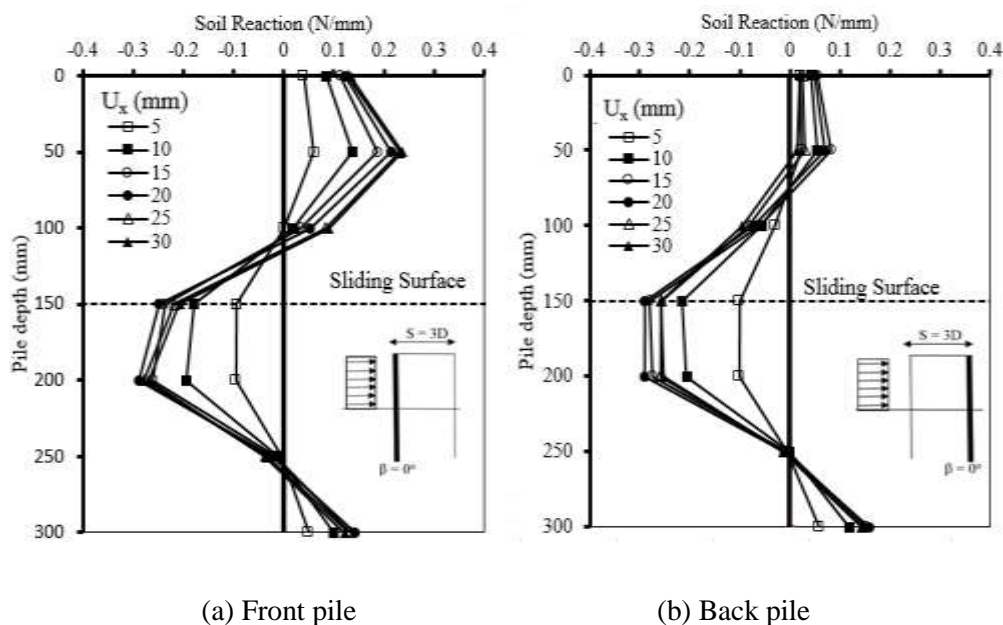 Soil Reaction (N/mm)
-0.4 -0.3 -0.2 -0.1 0 0.1 0.2 0.3 0.4
0
50
100
150
200
250
300
Pile depth (mm)
Uₓ (mm)
5
10
15
20
25
30
Sliding Surface
S = 3D
β = 0°
(a) Front pile
Soil Reaction (N/mm)
-0.4 -0.3 -0.2 -0.1 0 0.1 0.2 0.3 0.4
0
50
100
150
200
250
300
Pile depth (mm)
Uₓ (mm)
5
10
15
20
25
30
Sliding Surface
S = 3D
β = 0°
(b) Back pile